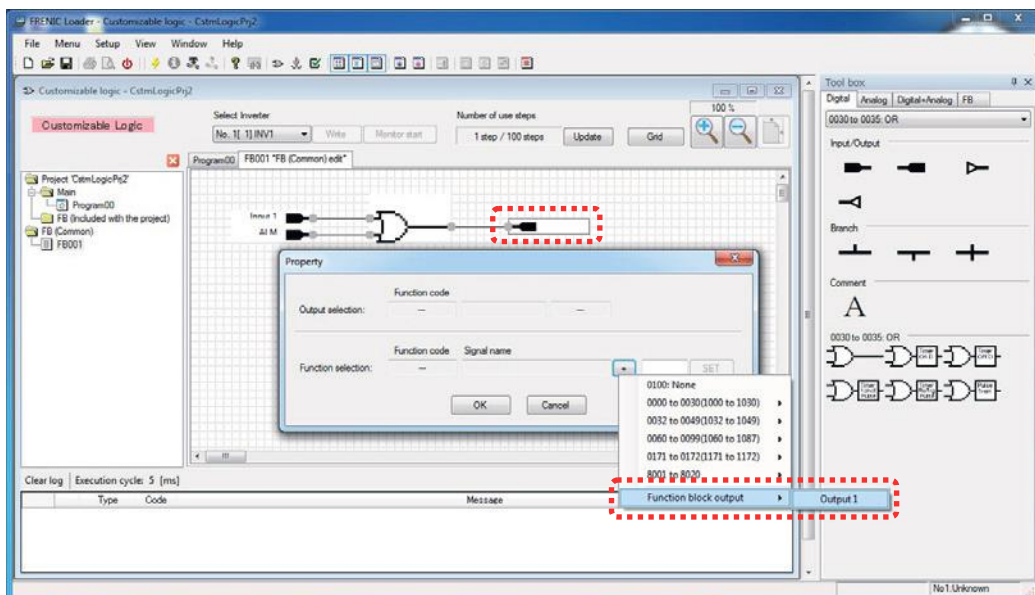 FRENIC Loader - Customizable logic - CstmLogicPrj2
File Menu Setup View Window Help
Customizable logic - CstmLogicPrj2
Customizable Logic
Select Inverter
No. 1[ 1] INV1
Write
Monitor start
Number of use steps
1 step / 100 steps
Update
Grid
100 %
Program00
FB001 "FB (Common) edit"
Project 'CstmLogicPrj2'
Main
Program00
FB (Included with the project)
FB (Common)
FB001
Input 1
ALM
Property
Function code
Output selection:
---
---
Function code Signal name
Function selection:
---
SET
OK
Cancel
0100: None
0000 to 0030(1000 to 1030)
0032 to 0049(1032 to 1049)
0060 to 0099(1060 to 1087)
0171 to 0172(1171 to 1172)
8001 to 8020
Function block output
Output 1
Clear log
Execution cycle: 5 [ms]
Type Code Message
Tool box
Digital Analog Digital+Analog FB
0030 to 0035: OR
Input/Output
Branch
Comment
A
0030 to 0035: OR
No1.Unknown